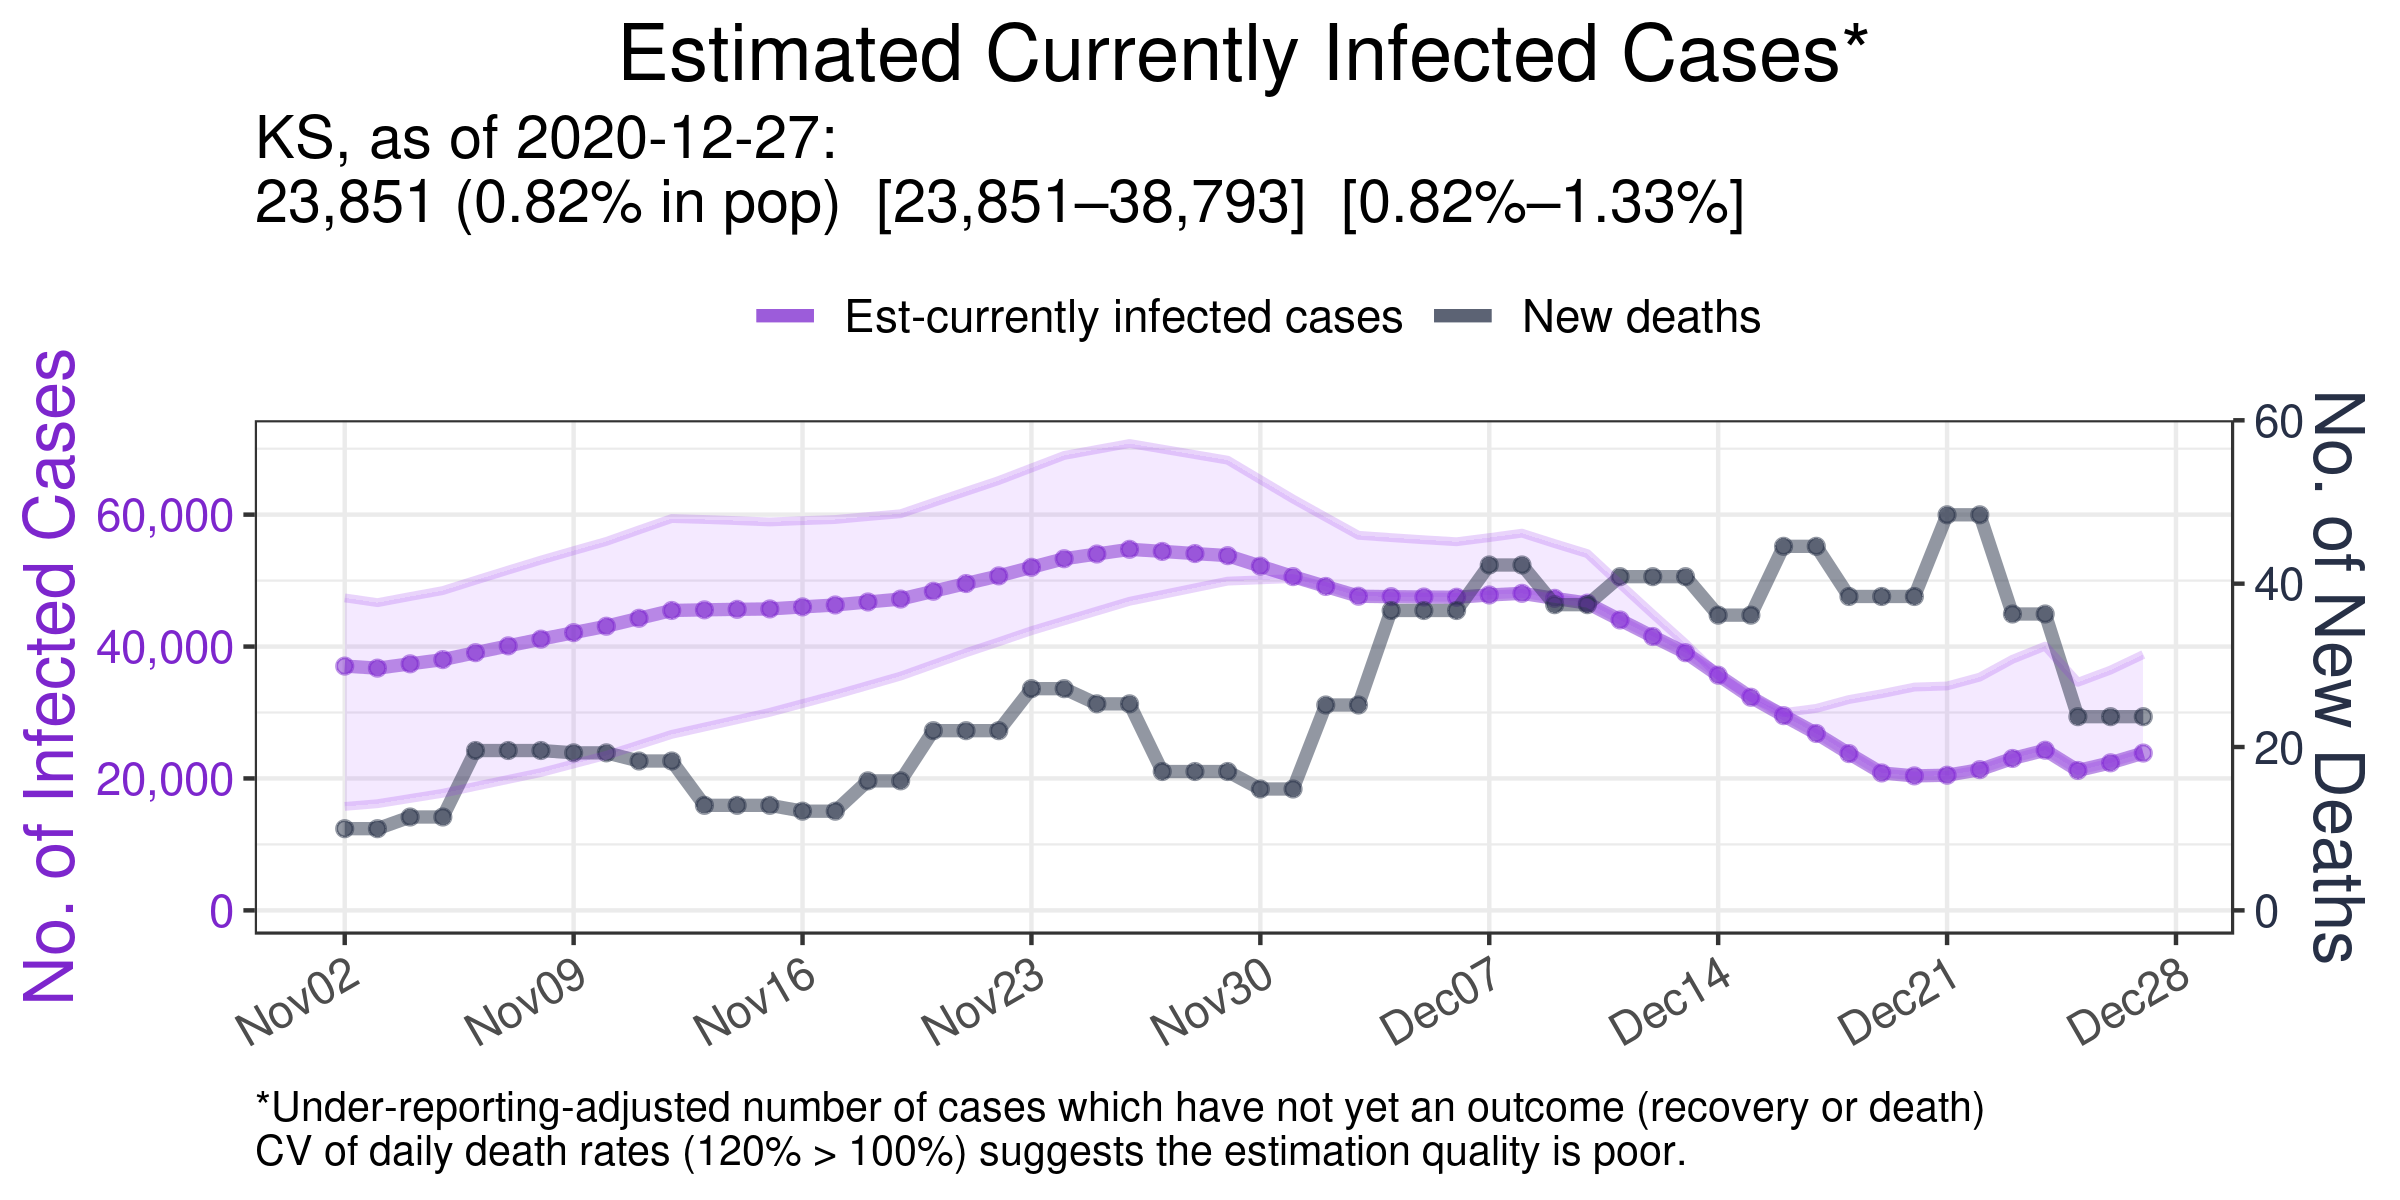 Estimated Currently Infected Cases*
KS, as of 2020-12-27:
23,851 (0.82% in pop)  [23,851–38,793]  [0.82%–1.33%]
Est-currently infected cases
New deaths
No. of Infected Cases
60,000
40,000
20,000
0
60
40
20
0
No. of New Deaths
Nov02
Nov09
Nov16
Nov23
Nov30
Dec07
Dec14
Dec21
Dec28
*Under-reporting-adjusted number of cases which have not yet an outcome (recovery or death)
CV of daily death rates (120% > 100%) suggests the estimation quality is poor.